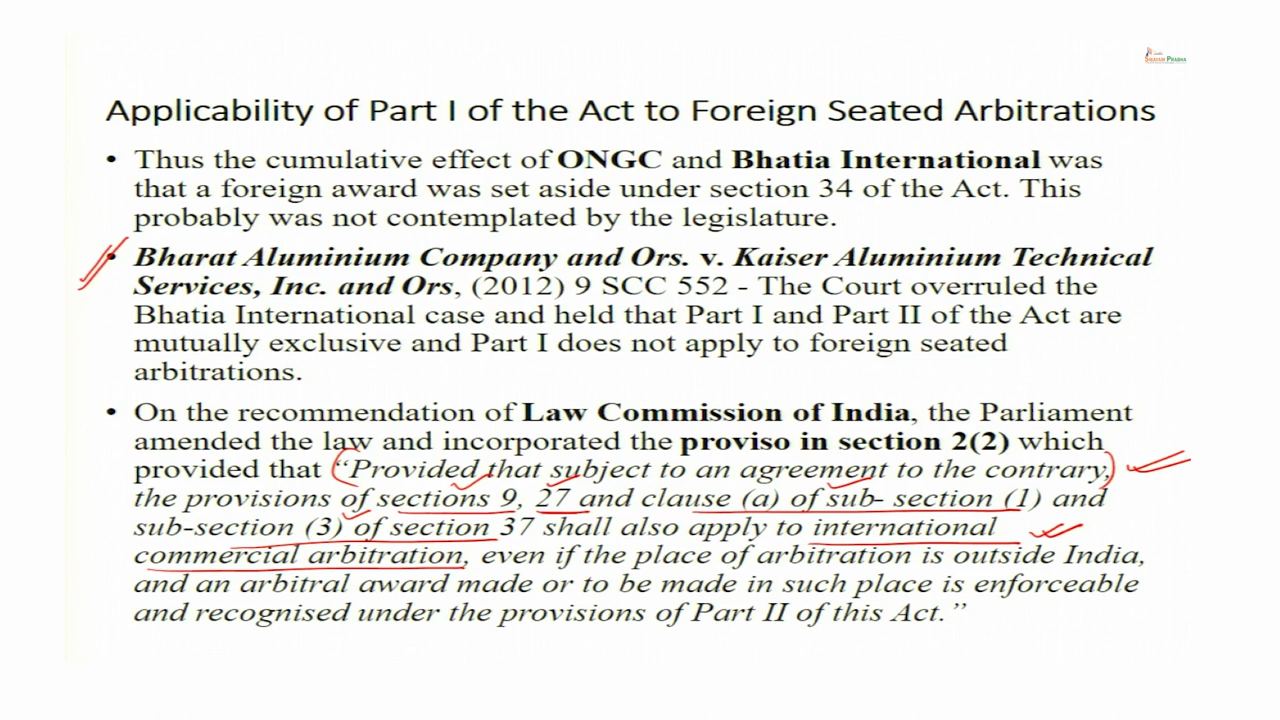 SWAYAM PRABHA
Applicability of Part I of the Act to Foreign Seated Arbitrations
• Thus the cumulative effect of ONGC and Bhatia International was
that a foreign award was set aside under section 34 of the Act. This
probably was not contemplated by the legislature.
• Bharat Aluminium Company and Ors. v. Kaiser Aluminium Technical
Services, Inc. and Ors, (2012) 9 SCC 552 - The Court overruled the
Bhatia International case and held that Part I and Part II of the Act are
mutually exclusive and Part I does not apply to foreign seated
arbitrations.
• On the recommendation of Law Commission of India, the Parliament
amended the law and incorporated the proviso in section 2(2) which
provided that “Provided that subject to an agreement to the contrary,
the provisions of sections 9, 27 and clause (a) of sub- section (1) and
sub-section (3) of section 37 shall also apply to international
commercial arbitration, even if the place of arbitration is outside India,
and an arbitral award made or to be made in such place is enforceable
and recognised under the provisions of Part II of this Act.”